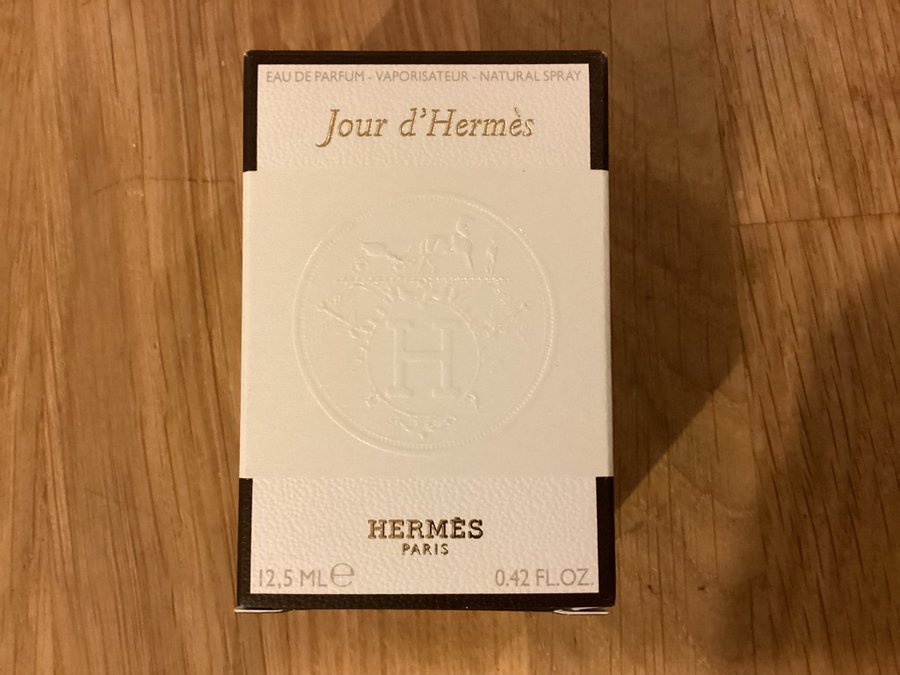 EAU DE PARFUM - VAPORISATEUR - NATURAL SPRAY
Jour d'Hermès
H
HERMÈS
PARIS
12,5 ML ℮ 0.42 FL.OZ.